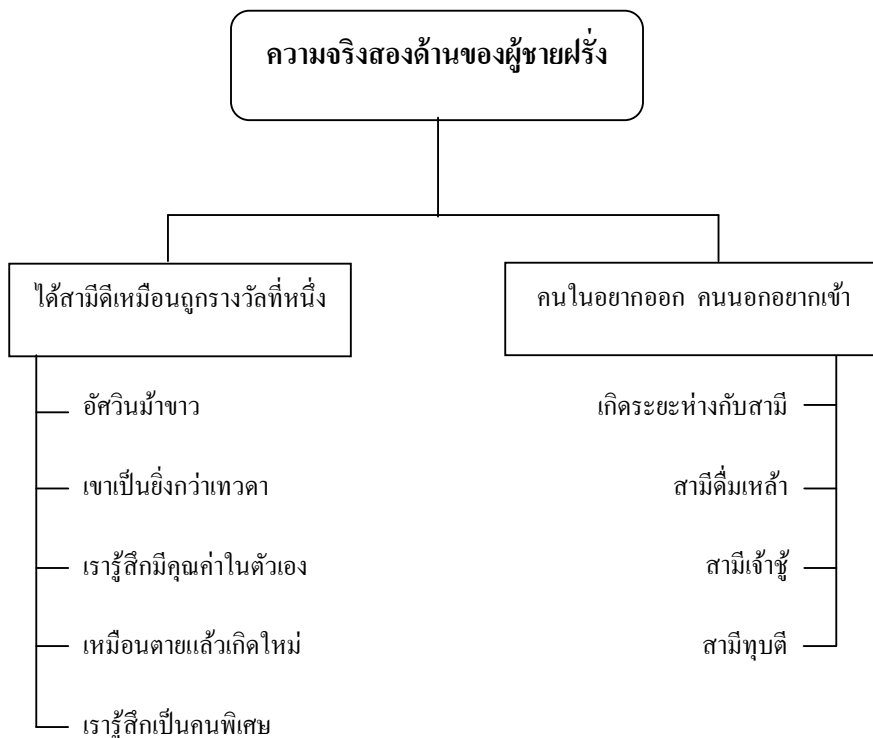 ความจริงสองด้านของผู้ชายฝรั่ง
ได้สามีดีเหมือนถูกรางวัลที่หนึ่ง
อัศวินม้าขาว
เขาเป็นยิ่งกว่าเทวดา
เรารู้สึกมีคุณค่าในตัวเอง
เหมือนตายแล้วเกิดใหม่
เรารู้สึกเป็นคนพิเศษ
คนในอยากออก คนนอกอยากเข้า
เกิดระยะห่างกับสามี
สามีดื่มเหล้า
สามีเจ้าชู้
สามีทุบตี